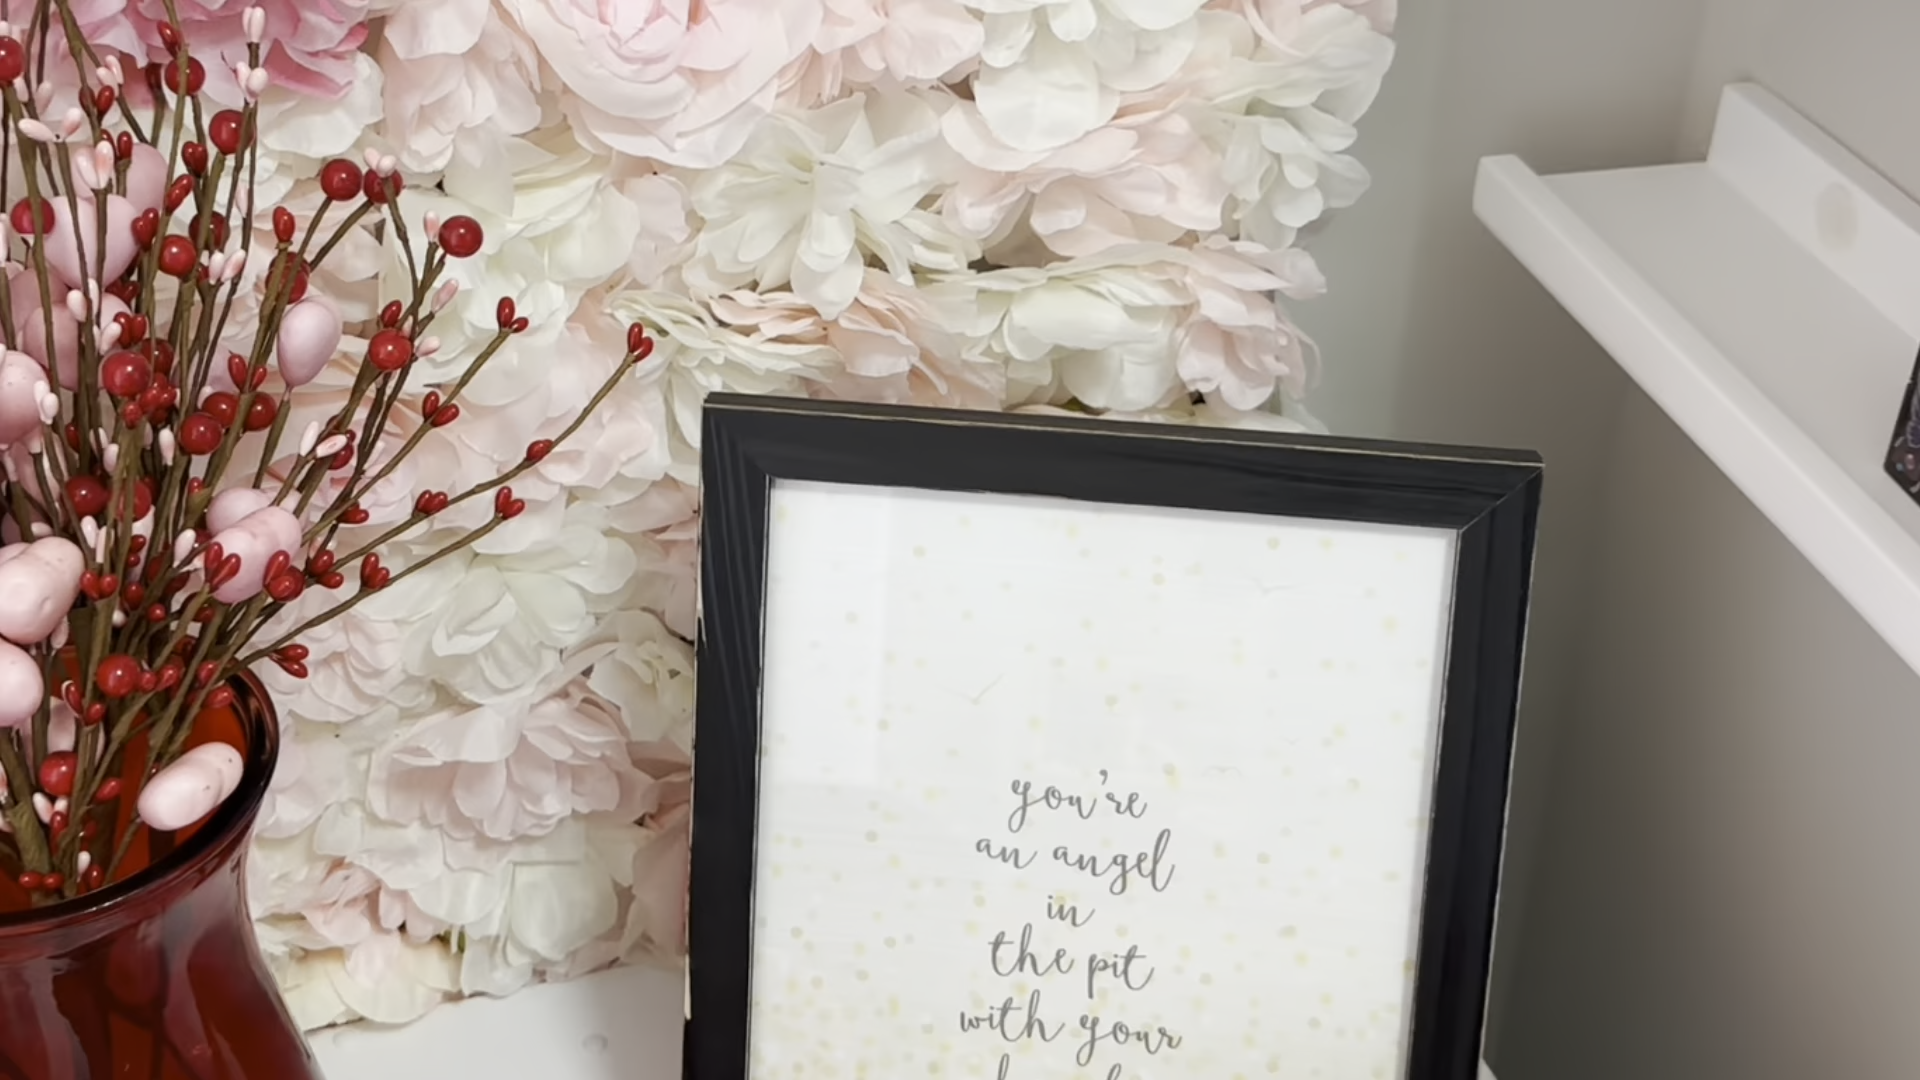 you're
an angel
in
the pit
with your